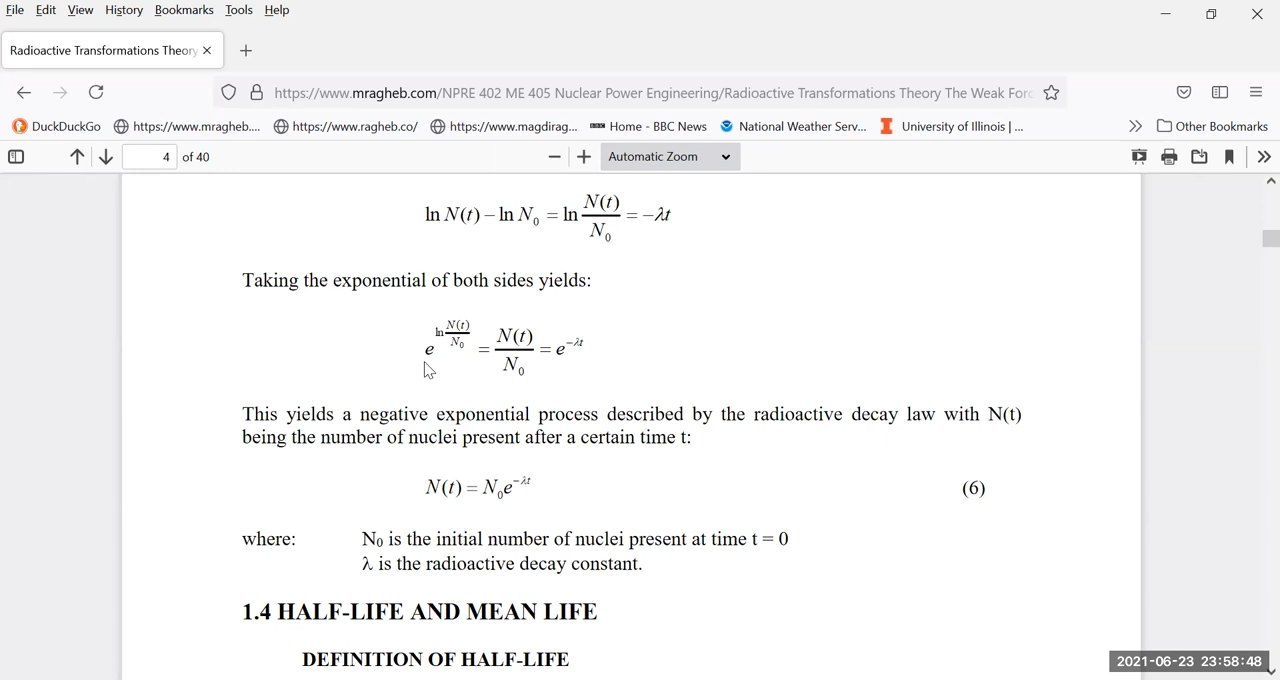 File Edit View History Bookmarks Tools Help
Radioactive Transformations Theory
https://www.mragheb.com/NPRE 402 ME 405 Nuclear Power Engineering/Radioactive Transformations Theory The Weak Forc
DuckDuckGo https://www.mragheb.... https://www.ragheb.co/ https://www.magdirag... BBC Home - BBC News National Weather Serv... University of Illinois |... Other Bookmarks
4 of 40 Automatic Zoom
ln N(t) – ln N₀ = ln N(t)/N₀ = –λt
Taking the exponential of both sides yields:
e^(ln N(t)/N₀) = N(t)/N₀ = e^(–λt)
This yields a negative exponential process described by the radioactive decay law with N(t)
being the number of nuclei present after a certain time t:
N(t) = N₀e^(–λt) (6)
where: N₀ is the initial number of nuclei present at time t = 0
λ is the radioactive decay constant.
1.4 HALF-LIFE AND MEAN LIFE
DEFINITION OF HALF-LIFE
2021-06-23 23:58:48